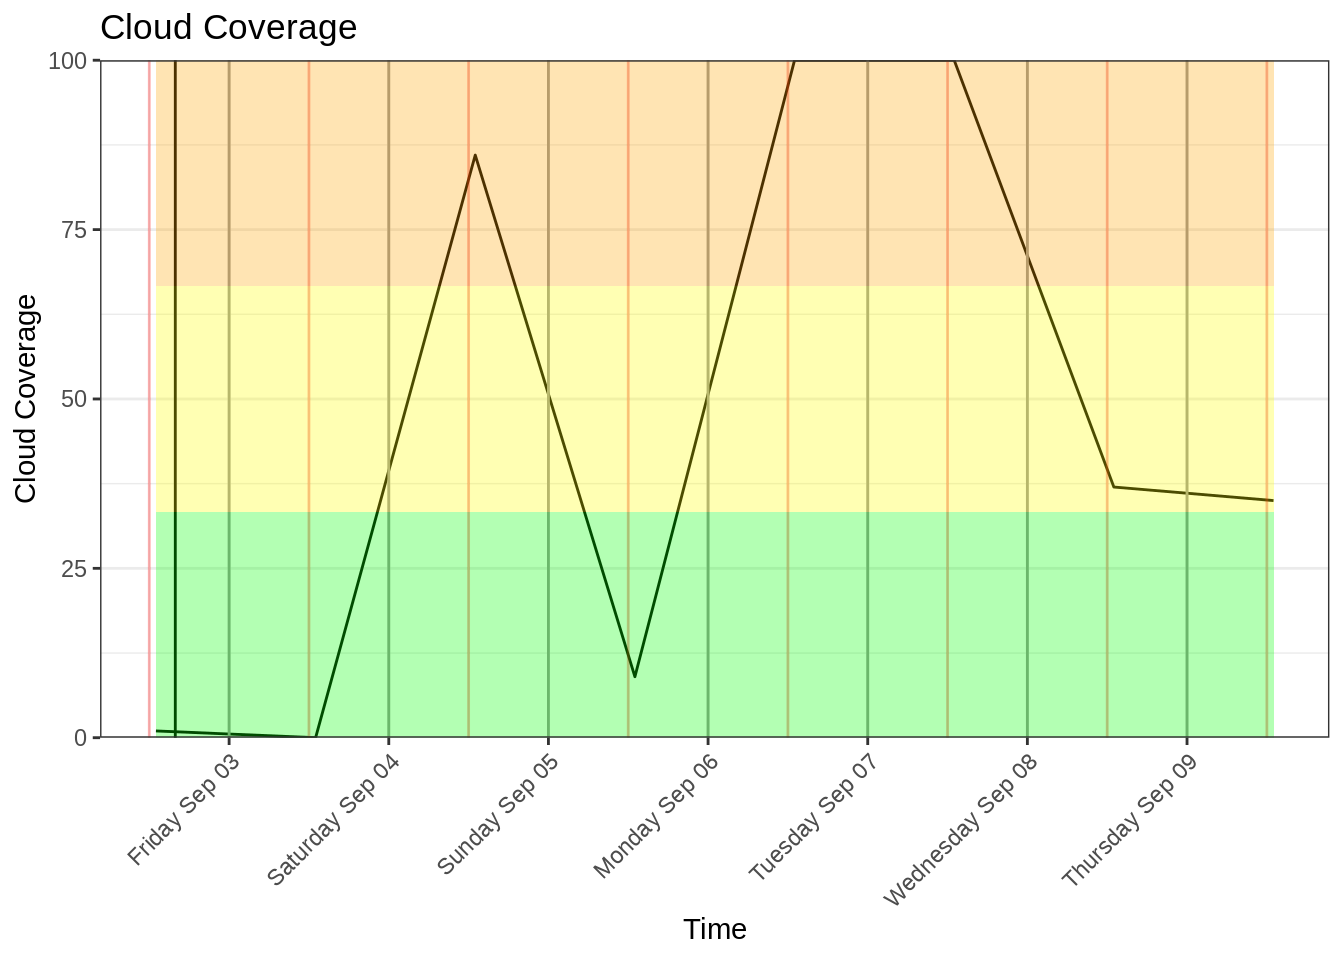 Cloud Coverage
Cloud Coverage
100
75
50
25
0
Friday Sep 03
Saturday Sep 04
Sunday Sep 05
Monday Sep 06
Tuesday Sep 07
Wednesday Sep 08
Thursday Sep 09
Time